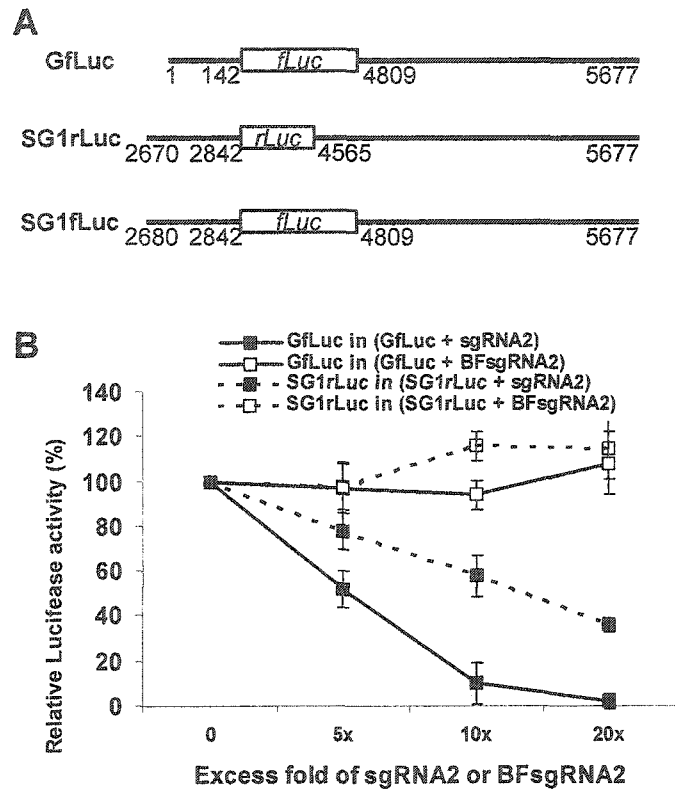 A
GfLuc
fLuc
1 142 4809 5677
SG1rLuc
rLuc
2670 2842 4565 5677
SG1fLuc
fLuc
2680 2842 4809 5677
B
GfLuc in (GfLuc + sgRNA2)
GfLuc in (GfLuc + BFsgRNA2)
SG1rLuc in (SG1rLuc + sgRNA2)
SG1rLuc in (SG1rLuc + BFsgRNA2)
Relative Lucifease activity (%)
140
120
100
80
60
40
20
0
0 5x 10x 20x
Excess fold of sgRNA2 or BFsgRNA2